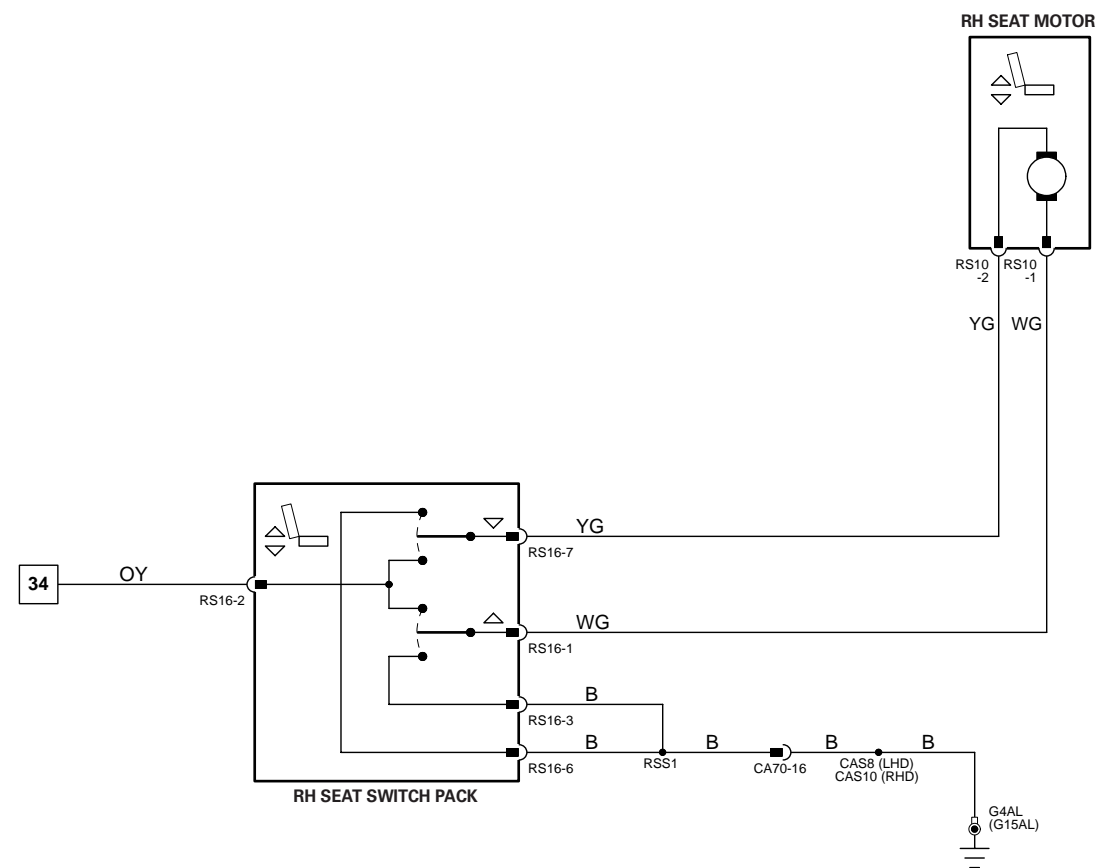 RH SEAT MOTOR
RS10
-2
RS10
-1
YG
WG
34
OY
RS16-2
YG
RS16-7
WG
RS16-1
B
RS16-3
B
RS16-6
RSS1
B
CA70-16
B
CAS8 (LHD)
CAS10 (RHD)
B
G4AL
(G15AL)
RH SEAT SWITCH PACK